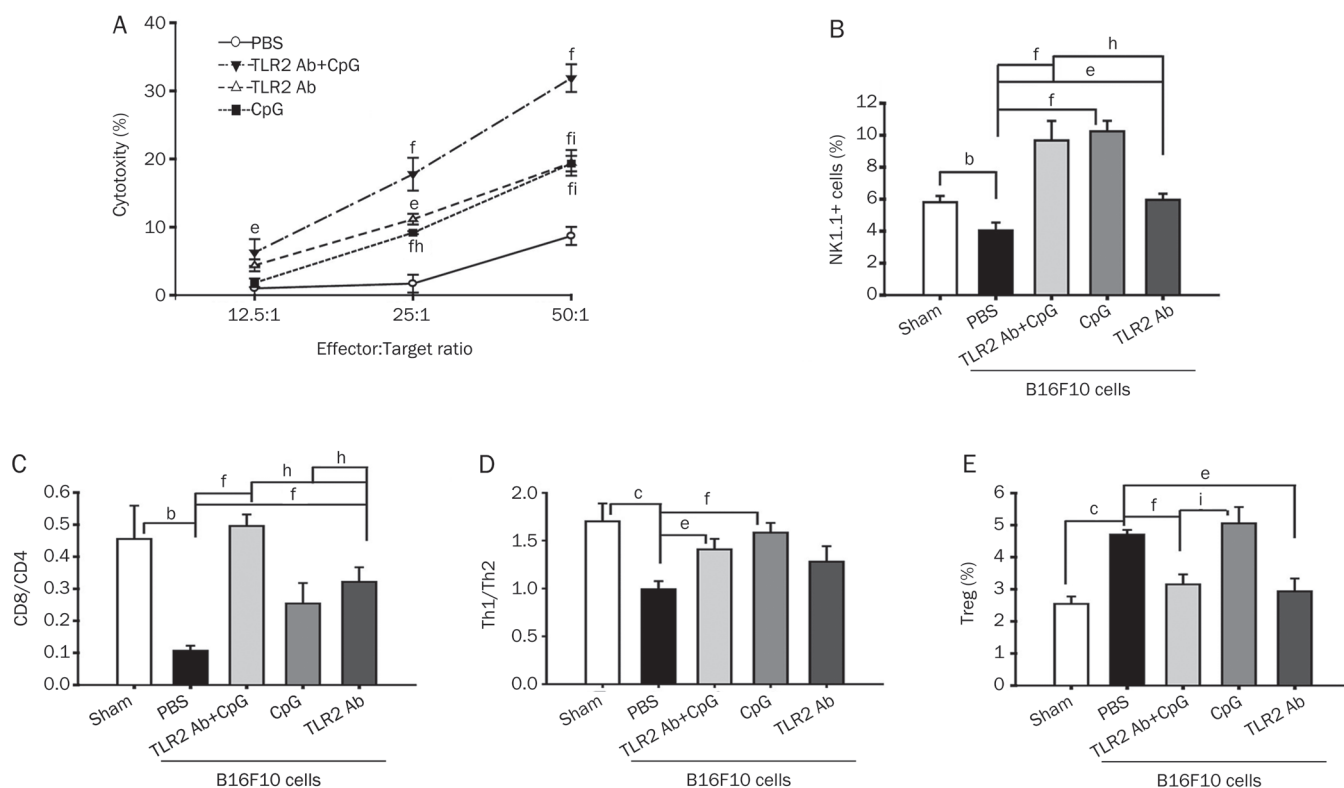 A
40
30
20
10
0
Cytotoxity (%)
PBS
TLR2 Ab+CpG
TLR2 Ab
CpG
e
f
e
fh
f
fi
fi
12.5:1
25:1
50:1
Effector:Target ratio
B
12
10
8
6
4
2
0
NK1.1+ cells (%)
b
f
h
e
f
Sham
PBS
TLR2 Ab+CpG
CpG
TLR2 Ab
B16F10 cells
C
0.6
0.5
0.4
0.3
0.2
0.1
0.0
CD8/CD4
b
f
h
h
f
Sham
PBS
TLR2 Ab+CpG
CpG
TLR2 Ab
B16F10 cells
D
2.0
1.5
1.0
0.5
0.0
Th1/Th2
c
f
e
Sham
PBS
TLR2 Ab+CpG
CpG
TLR2 Ab
B16F10 cells
E
6
5
4
3
2
1
0
Treg (%)
c
e
f
i
Sham
PBS
TLR2 Ab+CpG
CpG
TLR2 Ab
B16F10 cells